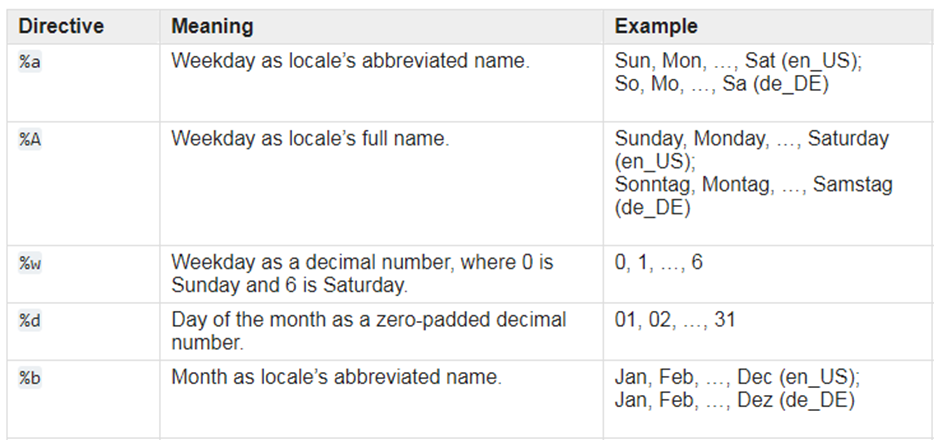 Directive Meaning Example
%a Weekday as locale’s abbreviated name. Sun, Mon, …, Sat (en_US);
So, Mo, …, Sa (de_DE)
%A Weekday as locale’s full name. Sunday, Monday, …, Saturday
(en_US);
Sonntag, Montag, …, Samstag
(de_DE)
%w Weekday as a decimal number, where 0 is 0, 1, …, 6
Sunday and 6 is Saturday.
%d Day of the month as a zero-padded decimal 01, 02, …, 31
number.
%b Month as locale’s abbreviated name. Jan, Feb, …, Dec (en_US);
Jan, Feb, …, Dez (de_DE)